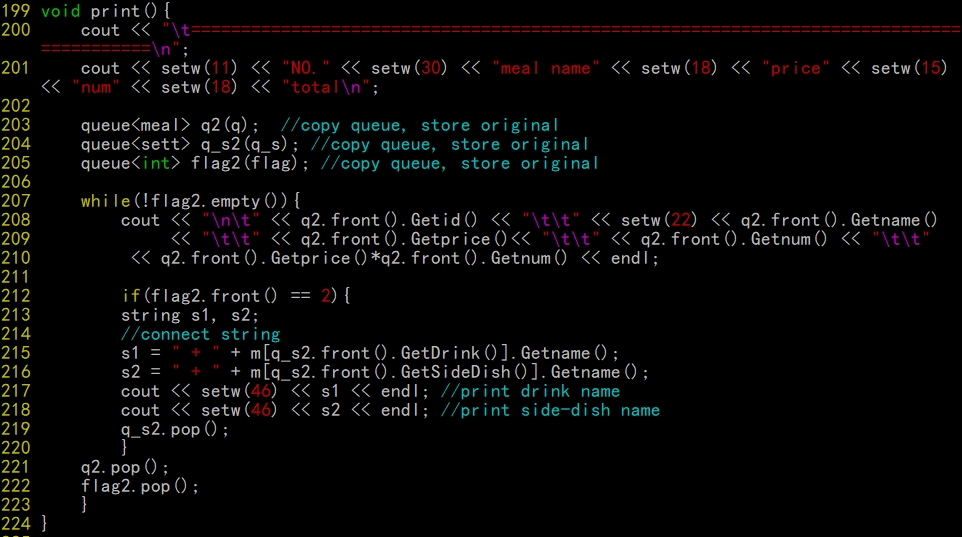 199 void print(){
200     cout << "\t=============================================================================
===========\n";
201     cout << setw(11) << "NO." << setw(30) << "meal name" << setw(18) << "price" << setw(15)
<< "num" << setw(18) << "total\n";
202
203     queue<meal> q2(q);  //copy queue, store original
204     queue<sett> q_s2(q_s); //copy queue, store original
205     queue<int> flag2(flag); //copy queue, store original
206
207     while(!flag2.empty()){
208         cout << "\n\t" << q2.front().Getid() << "\t\t" << setw(22) << q2.front().Getname()
209              << "\t\t" << q2.front().Getprice()<< "\t\t" << q2.front().Getnum() << "\t\t"
210          << q2.front().Getprice()*q2.front().Getnum() << endl;
211
212         if(flag2.front() == 2){
213         string s1, s2;
214         //connect string
215         s1 = " + " + m[q_s2.front().GetDrink()].Getname();
216         s2 = " + " + m[q_s2.front().GetSideDish()].Getname();
217         cout << setw(46) << s1 << endl; //print drink name
218         cout << setw(46) << s2 << endl; //print side-dish name
219         q_s2.pop();
220         }
221     q2.pop();
222     flag2.pop();
223     }
224 }